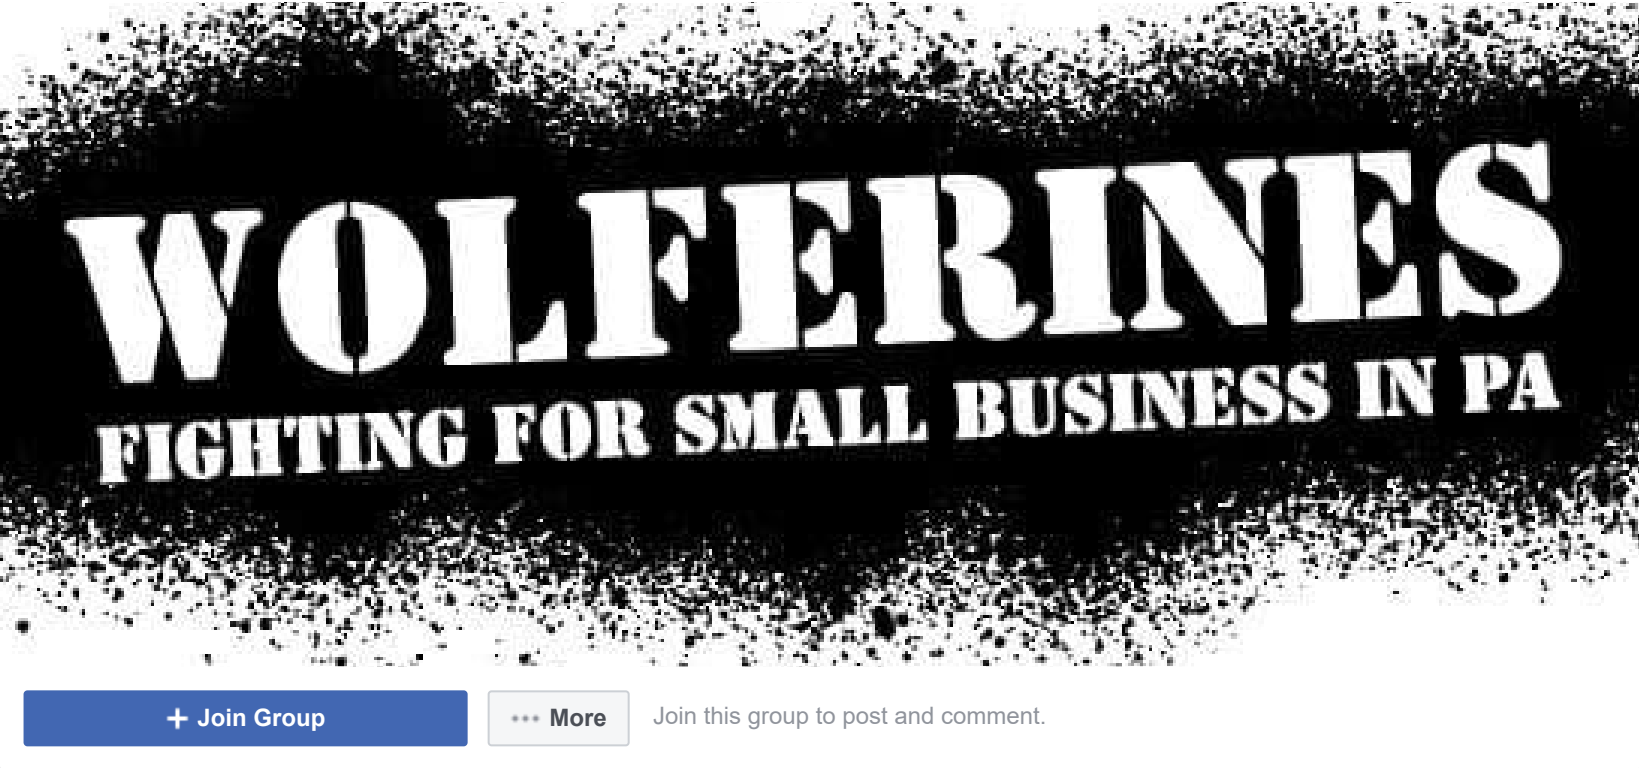 WOLFERINES
FIGHTING FOR SMALL BUSINESS IN PA
+ Join Group
••• More
Join this group to post and comment.